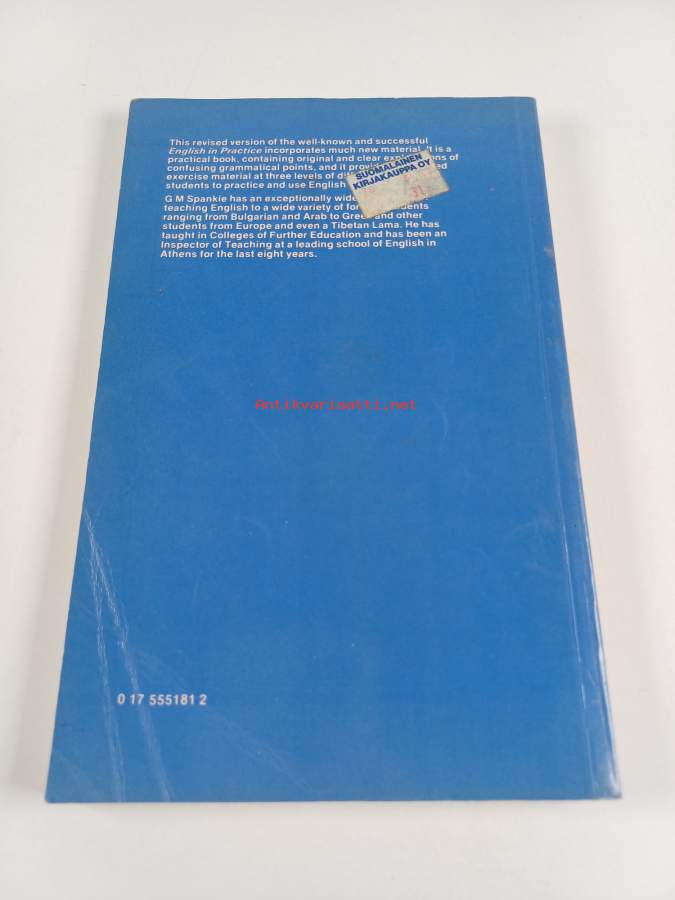 This revised version of the well-known and successful
English in Practice incorporates much new material. It is a
practical book, containing original and clear of
confusing grammatical points, and it
exercise material at three levels of
students to practice and use English
G M Spankie has an exceptionally
teaching English to a wide variety of
ranging from Bulgarian and Arab to and other
students from Europe and even a Tibetan Lama. He has
taught in Colleges of Further Education and has been an
Inspector of Teaching at a leading school of English in
Athens for the last eight years.
SUOMALAINEN
KIRJAKAUPPA OY
Antikvariaatti.net
0 17 555181 2